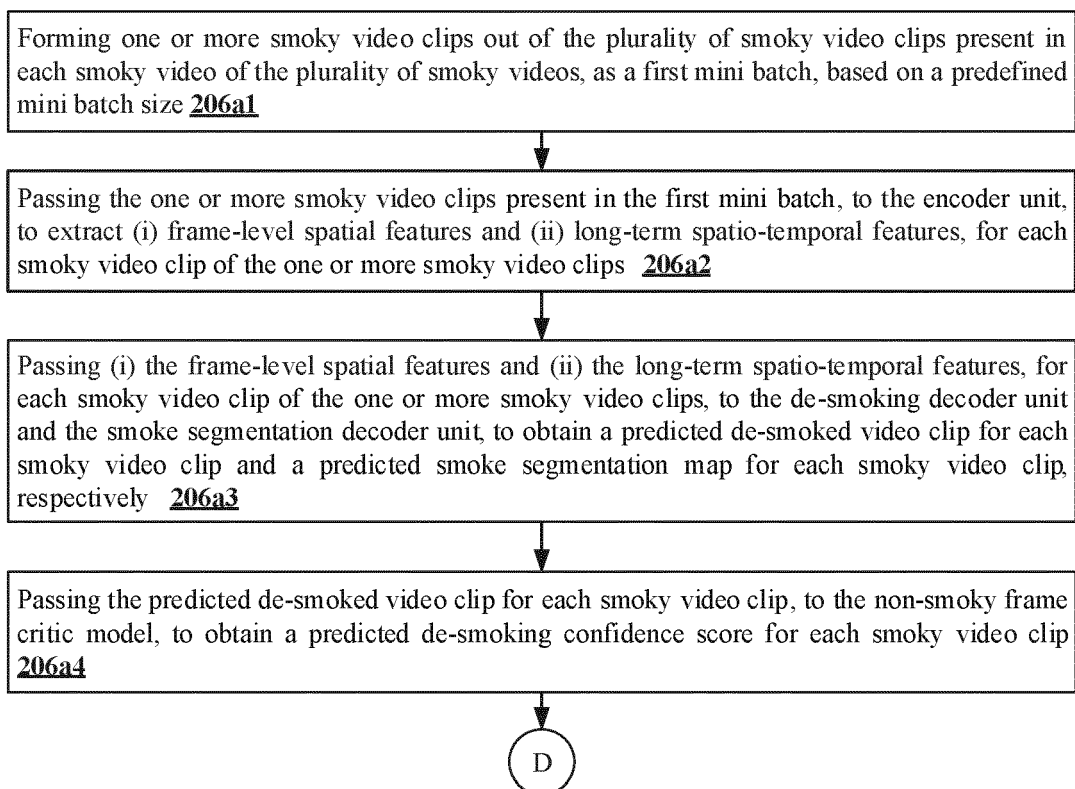 Forming one or more smoky video clips out of the plurality of smoky video clips present in
each smoky video of the plurality of smoky videos, as a first mini batch, based on a predefined
mini batch size 206a1
Passing the one or more smoky video clips present in the first mini batch, to the encoder unit,
to extract (i) frame-level spatial features and (ii) long-term spatio-temporal features, for each
smoky video clip of the one or more smoky video clips 206a2
Passing (i) the frame-level spatial features and (ii) the long-term spatio-temporal features, for
each smoky video clip of the one or more smoky video clips, to the de-smoking decoder unit
and the smoke segmentation decoder unit, to obtain a predicted de-smoked video clip for each
smoky video clip and a predicted smoke segmentation map for each smoky video clip,
respectively 206a3
Passing the predicted de-smoked video clip for each smoky video clip, to the non-smoky frame
critic model, to obtain a predicted de-smoking confidence score for each smoky video clip
206a4
D